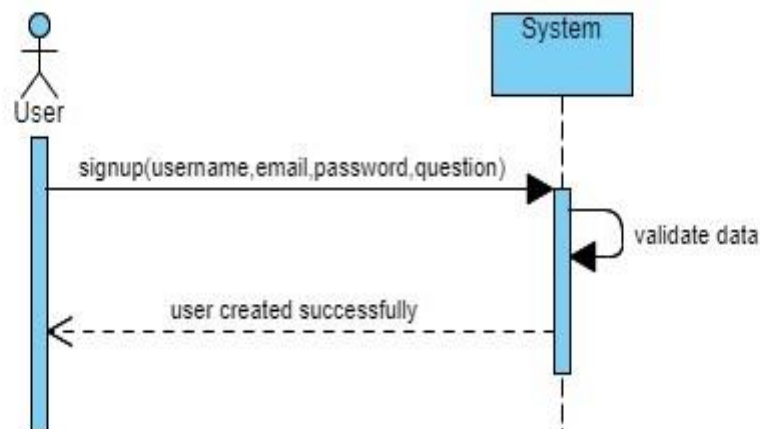 System
User
signup(username,email,password,question)
validate data
user created successfully